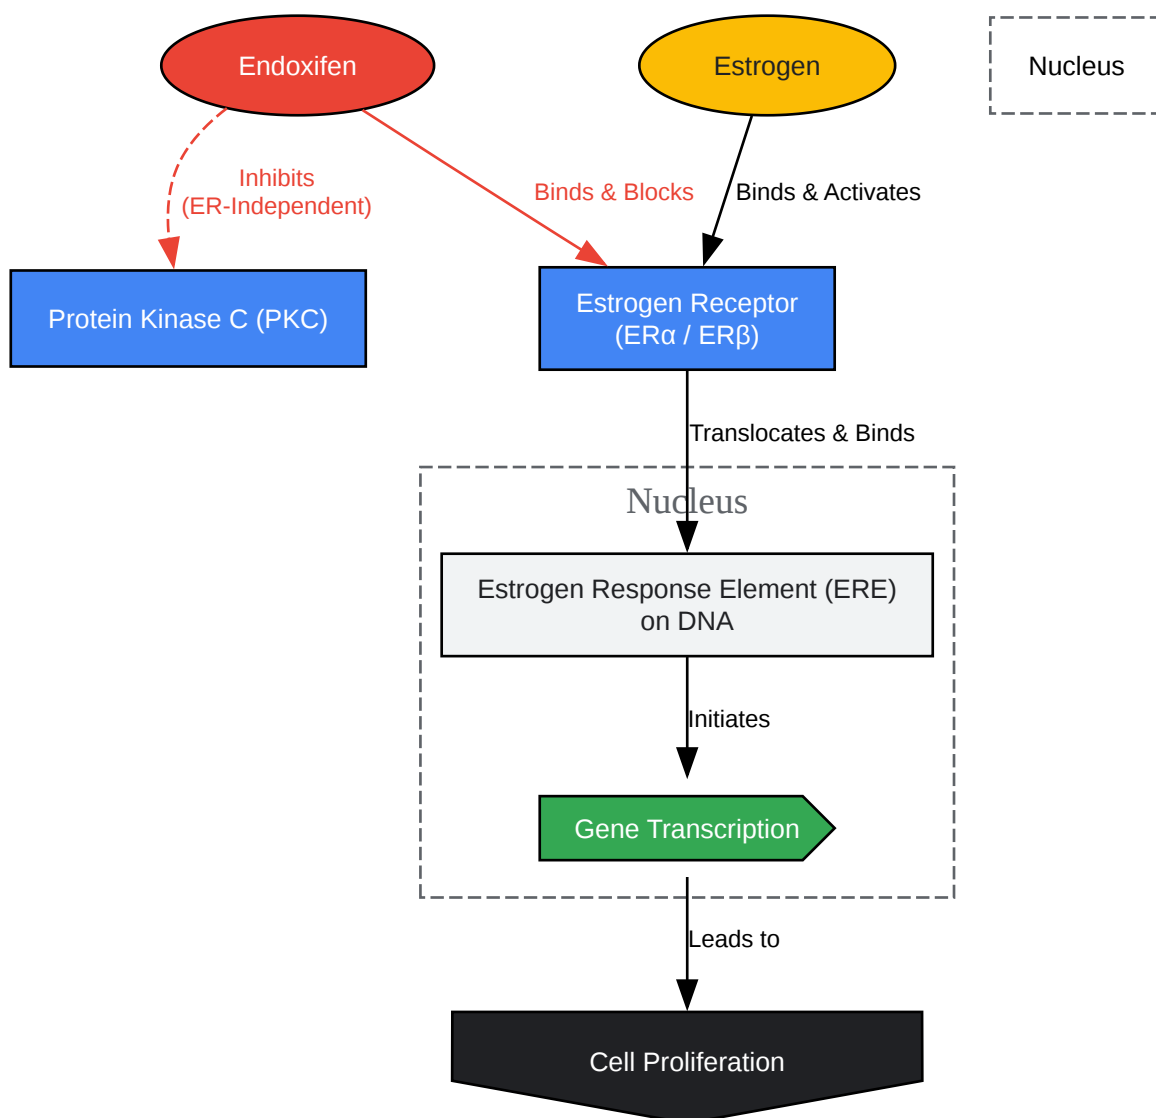 Endoxifen
Estrogen
Nucleus
Inhibits
(ER-Independent)
Binds & Blocks
Binds & Activates
Protein Kinase C (PKC)
Estrogen Receptor
(ERα / ERβ)
Translocates & Binds
Nucleus
Estrogen Response Element (ERE)
on DNA
Initiates
Gene Transcription
Leads to
Cell Proliferation